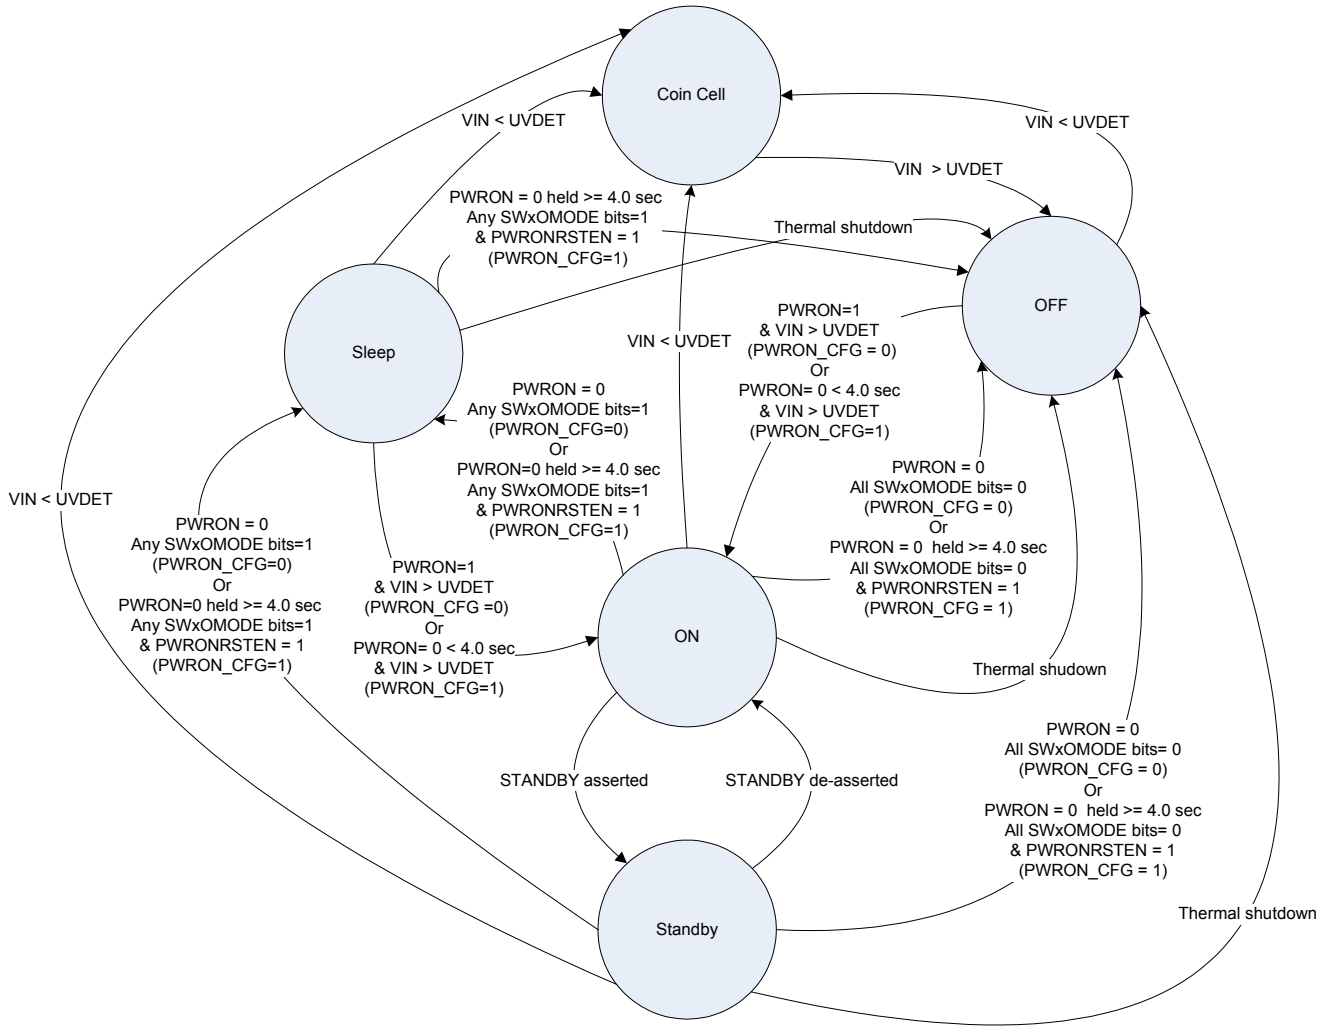 Coin Cell
VIN < UVDET
VIN < UVDET
VIN  > UVDET
PWRON = 0 held >= 4.0 sec
Any SWxOMODE bits=1
& PWRONRSTEN = 1
(PWRON_CFG=1)
Thermal shutdown
OFF
Sleep
PWRON=1
& VIN > UVDET
(PWRON_CFG = 0)
Or
PWRON= 0 < 4.0 sec
& VIN > UVDET
(PWRON_CFG=1)
VIN < UVDET
PWRON = 0
Any SWxOMODE bits=1
(PWRON_CFG=0)
Or
PWRON=0 held >= 4.0 sec
Any SWxOMODE bits=1
& PWRONRSTEN = 1
(PWRON_CFG=1)
PWRON = 0
All SWxOMODE bits= 0
(PWRON_CFG = 0)
Or
PWRON = 0  held >= 4.0 sec
All SWxOMODE bits= 0
& PWRONRSTEN = 1
(PWRON_CFG = 1)
VIN < UVDET
PWRON = 0
Any SWxOMODE bits=1
(PWRON_CFG=0)
Or
PWRON=0 held >= 4.0 sec
Any SWxOMODE bits=1
& PWRONRSTEN = 1
(PWRON_CFG=1)
PWRON=1
& VIN > UVDET
(PWRON_CFG =0)
Or
PWRON= 0 < 4.0 sec
& VIN > UVDET
(PWRON_CFG=1)
ON
Thermal shudown
STANDBY asserted
STANDBY de-asserted
PWRON = 0
All SWxOMODE bits= 0
(PWRON_CFG = 0)
Or
PWRON = 0  held >= 4.0 sec
All SWxOMODE bits= 0
& PWRONRSTEN = 1
(PWRON_CFG = 1)
Standby
Thermal shutdown